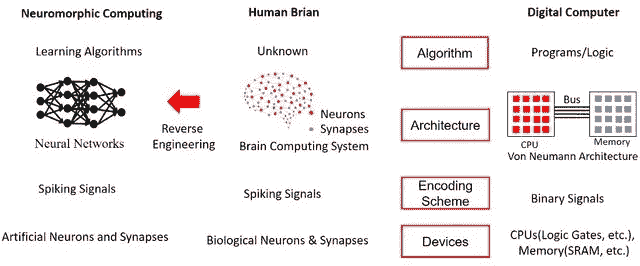 Neuromorphic Computing
Human Brian
Digital Computer
Learning Algorithms
Unknown
Algorithm
Programs/Logic
Neural Networks
Reverse
Engineering
Neurons
Synapses
Brain Computing System
Architecture
Bus
CPU
Memory
Von Neumann Architecture
Spiking Signals
Spiking Signals
Encoding
Scheme
Binary Signals
Artificial Neurons and Synapses
Biological Neurons & Synapses
Devices
CPUs(Logic Gates, etc.),
Memory(SRAM, etc.)